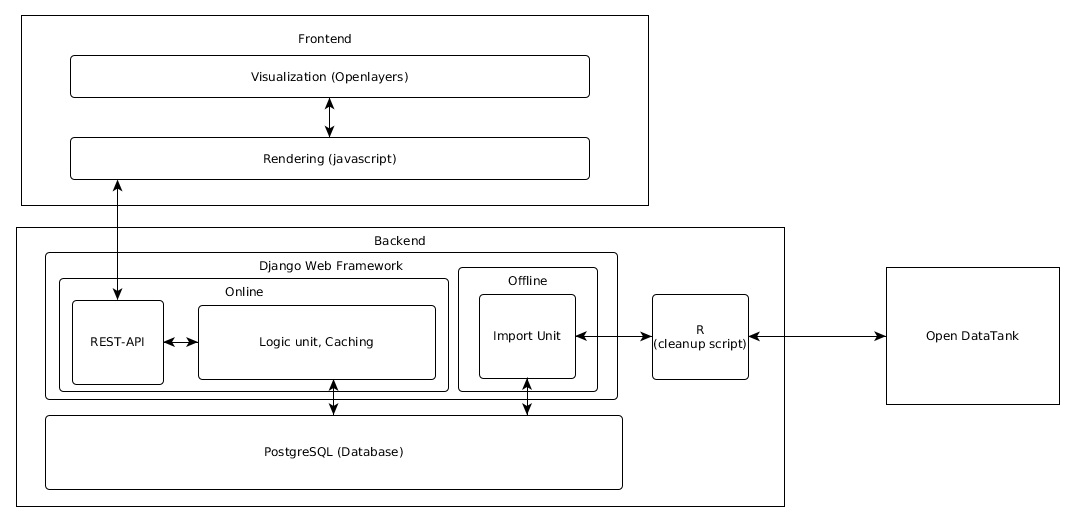 Frontend
Visualization (Openlayers)
Rendering (javascript)
Backend
Django Web Framework
Online
Offline
REST-API
Logic unit, Caching
Import Unit
R
(cleanup script)
Open DataTank
PostgreSQL (Database)